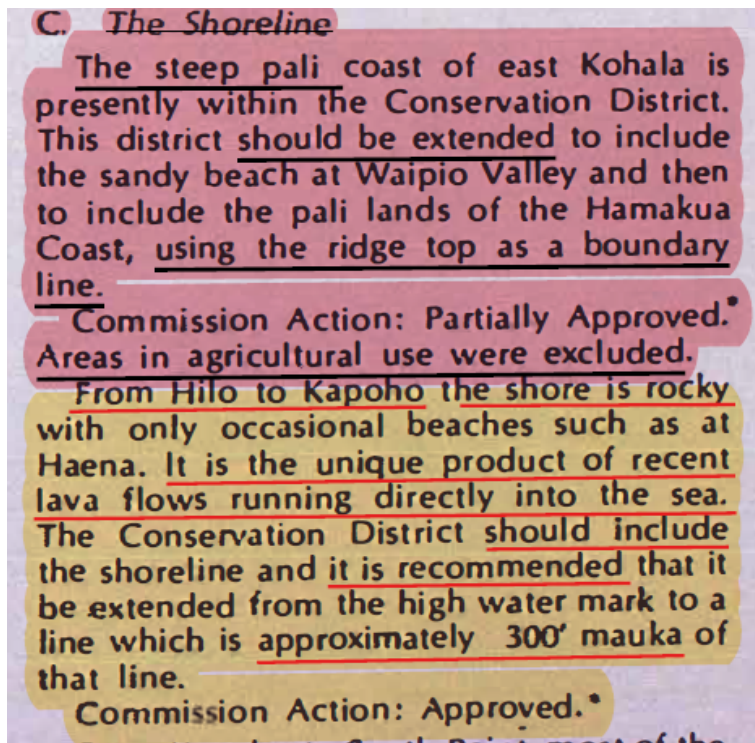 C. The Shoreline
The steep pali coast of east Kohala is
presently within the Conservation District.
This district should be extended to include
the sandy beach at Waipio Valley and then
to include the pali lands of the Hamakua
Coast, using the ridge top as a boundary
line.
Commission Action: Partially Approved.*
Areas in agricultural use were excluded.
From Hilo to Kapoho the shore is rocky
with only occasional beaches such as at
Haena. It is the unique product of recent
lava flows running directly into the sea.
The Conservation District should include
the shoreline and it is recommended that it
be extended from the high water mark to a
line which is approximately 300' mauka of
that line.
Commission Action: Approved.*
South Point most of the